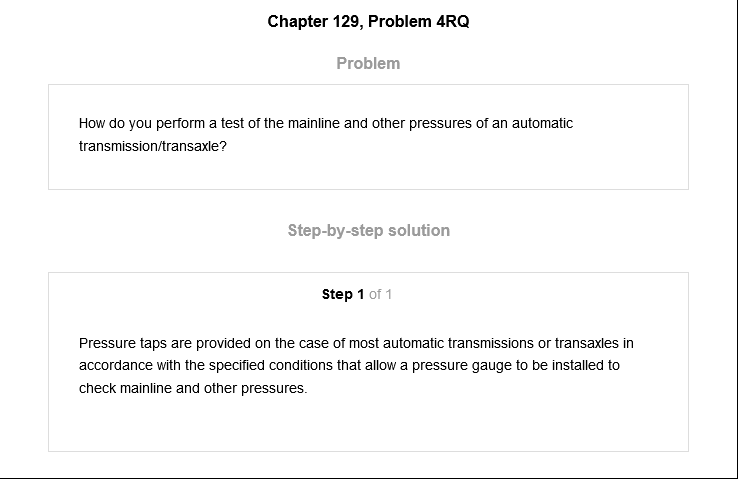 Chapter 129, Problem 4RQ
Problem
How do you perform a test of the mainline and other pressures of an automatic
transmission/transaxle?
Step-by-step solution
Step 1 of 1
Pressure taps are provided on the case of most automatic transmissions or transaxles in
accordance with the specified conditions that allow a pressure gauge to be installed to
check mainline and other pressures.